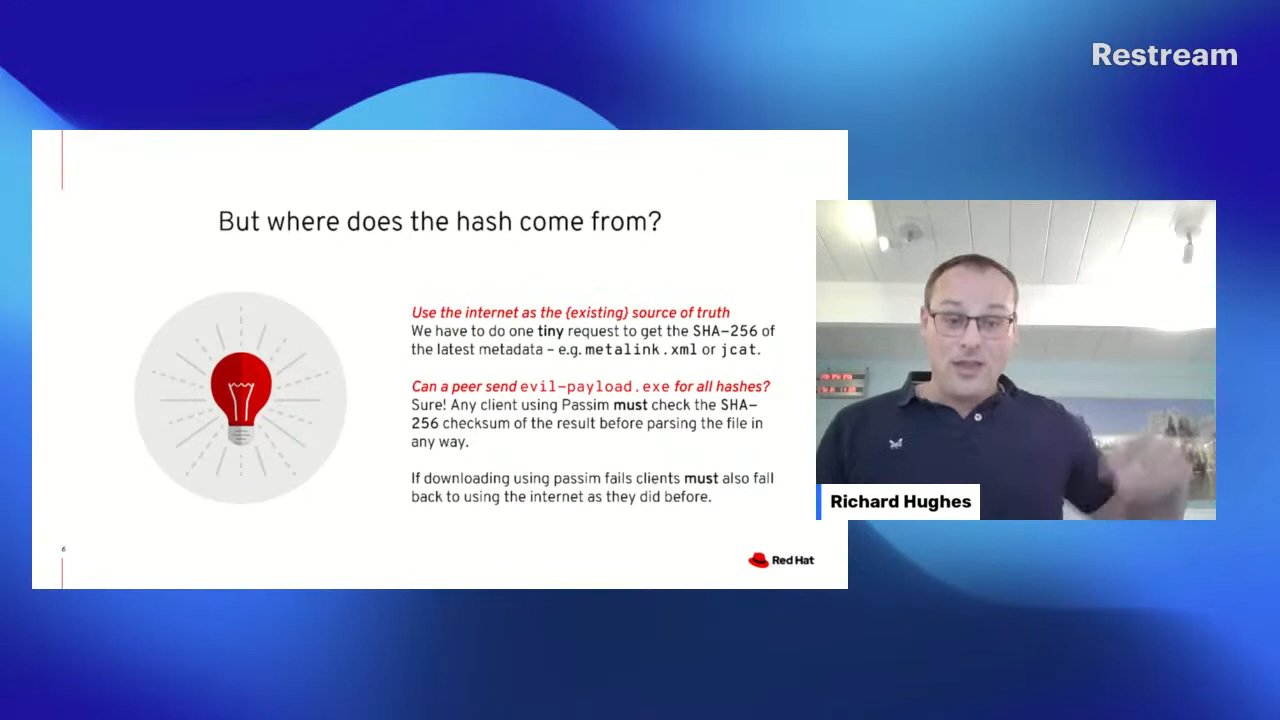 Restream
But where does the hash come from?
Use the internet as the {existing} source of truth
We have to do one tiny request to get the SHA-256 of
the latest metadata – e.g. metalink.xml or jcat.
Can a peer send evil-payload.exe for all hashes?
Sure! Any client using Passim must check the SHA-
256 checksum of the result before parsing the file in
any way.
If downloading using passim fails clients must also fall
back to using the internet as they did before.
6
Red Hat
Richard Hughes